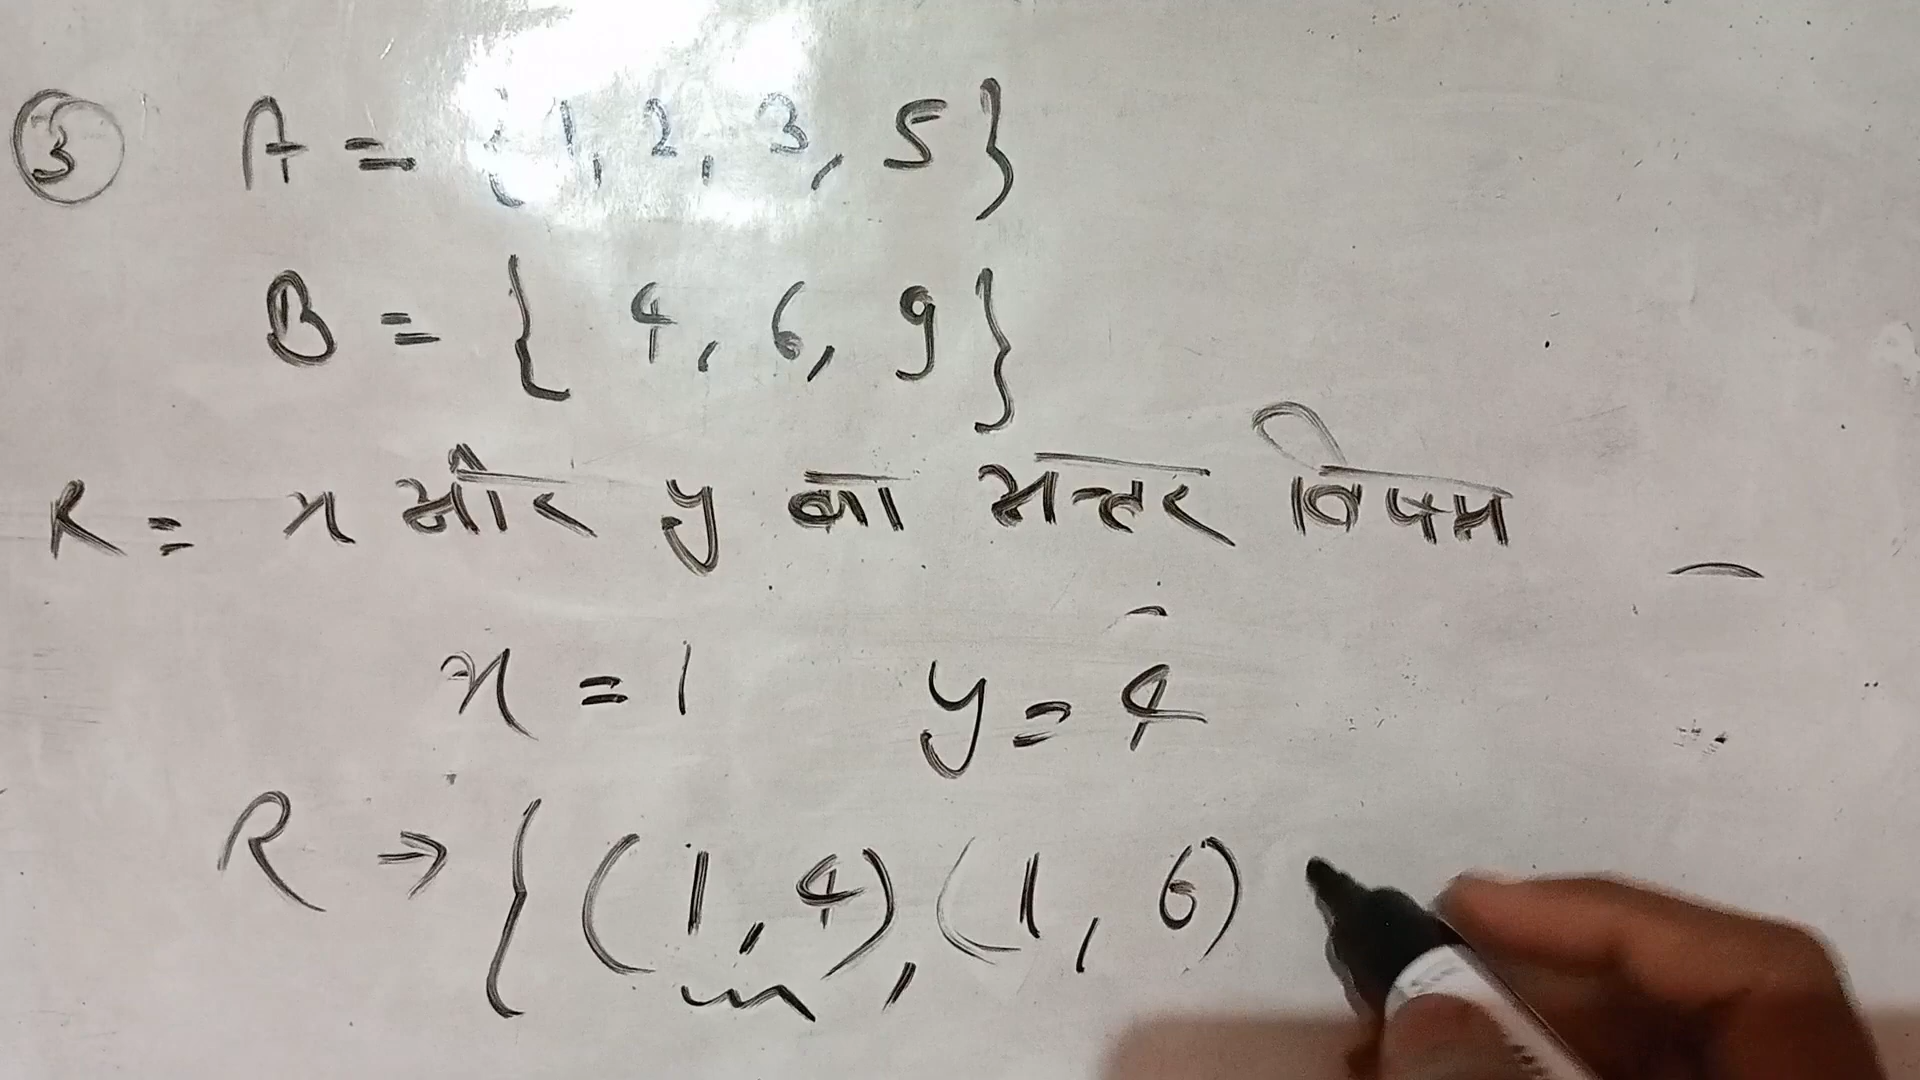 ③ A = {1, 2, 3, 5}
B = {4, 6, 9}
R = x और y का अन्तर विषम
x = 1 y = 4
R → { (1, 4), (1, 6)